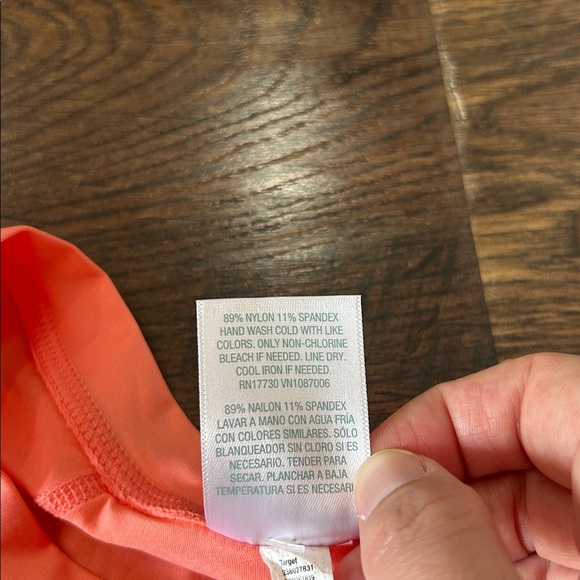 89% NYLON 11% SPANDEX
HAND WASH COLD WITH LIKE
COLORS. ONLY NON-CHLORINE
BLEACH IF NEEDED. LINE DRY.
COOL IRON IF NEEDED.
RN17730 VN1087006
89% NAILON 11% SPANDEX
LAVAR A MANO CON AGUA FRÍA
CON COLORES SIMILARES. SÓLO
BLANQUEADOR SIN CLORO SI ES
NECESARIO. TENDER PARA
SECAR. PLANCHAR A BAJA
TEMPERATURA SI ES NECESARI
Target